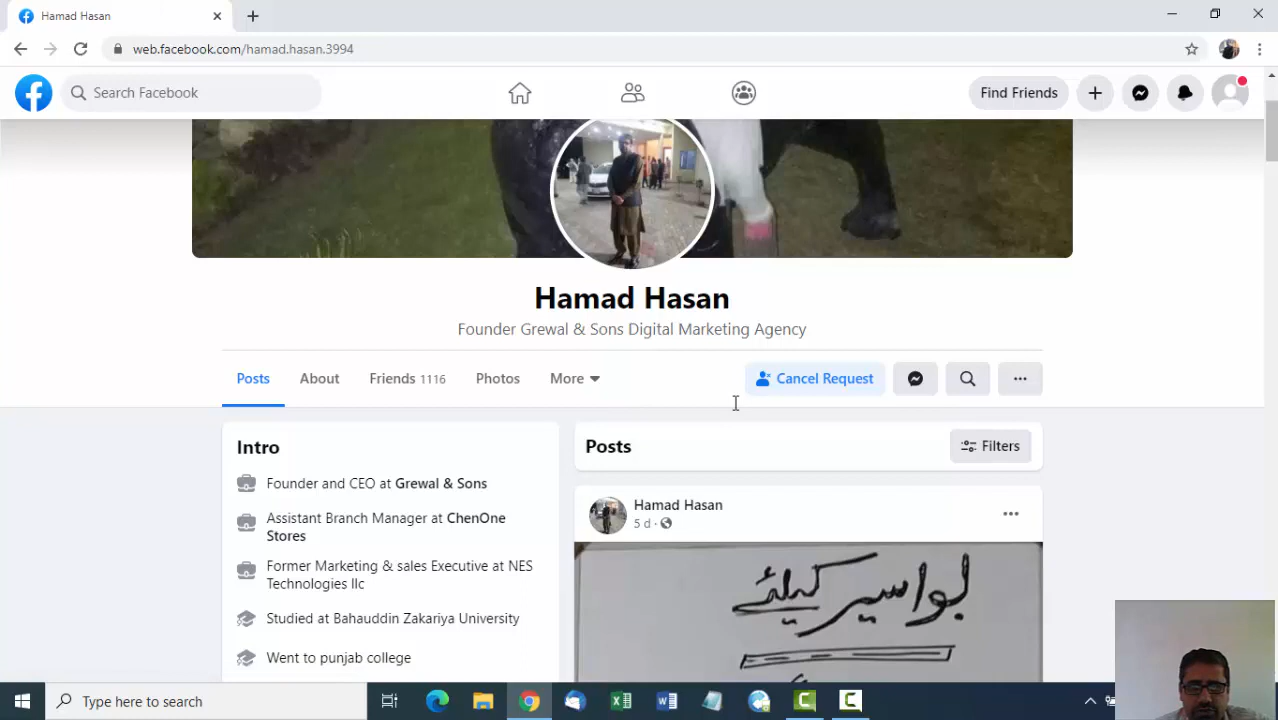 Hamad Hasan
web.facebook.com/hamad.hasan.3994
Search Facebook
Find Friends
Hamad Hasan
Founder Grewal & Sons Digital Marketing Agency
Posts
About
Friends 1116
Photos
More
Cancel Request
Intro
Founder and CEO at Grewal & Sons
Assistant Branch Manager at ChenOne
Stores
Former Marketing & sales Executive at NES
Technologies llc
Studied at Bahauddin Zakariya University
Went to punjab college
Posts
Filters
Hamad Hasan
5 d ·
بواسیر کیلئے
Type here to search